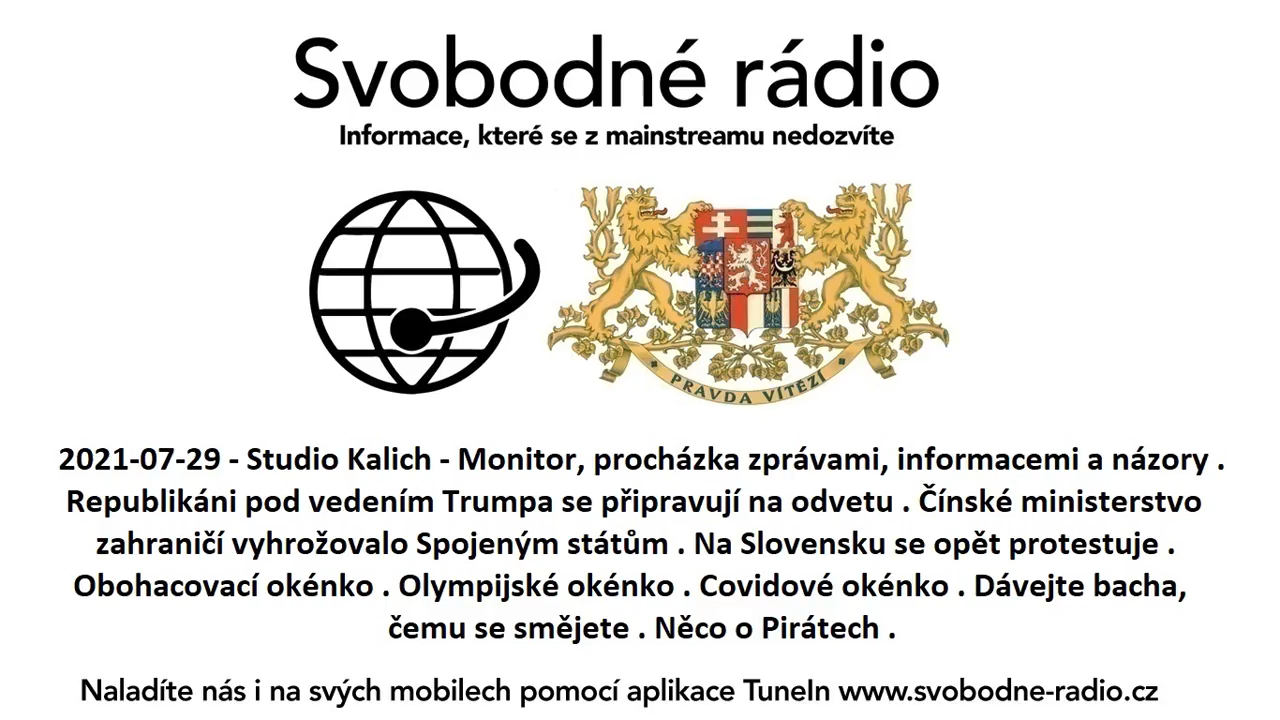 Svobodné rádio
Informace, které se z mainstreamu nedozvíte
PRAVDA VÍTĚZÍ
2021-07-29 - Studio Kalich - Monitor, procházka zprávami, informacemi a názory .
Republikáni pod vedením Trumpa se připravují na odvetu . Čínské ministerstvo
zahraničí vyhrožovalo Spojeným státům . Na Slovensku se opět protestuje .
Obohacovací okénko . Olympijské okénko . Covidové okénko . Dávejte bacha,
čemu se smějete . Něco o Pirátech .
Nalaďíte nás i na svých mobilech pomocí aplikace TuneIn www.svobodne-radio.cz